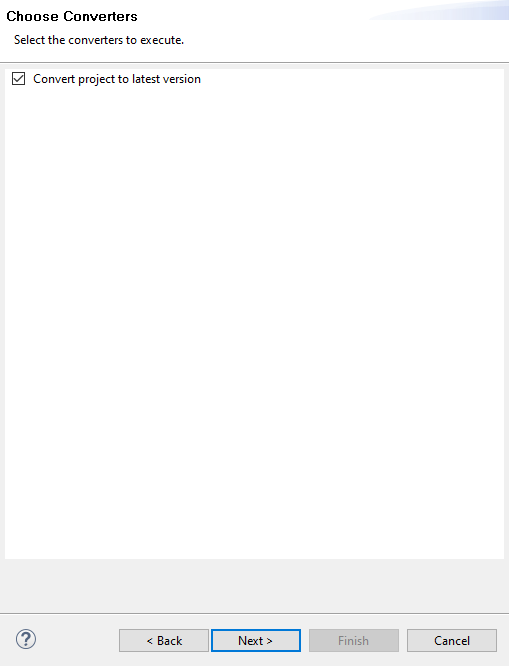 Choose Converters
Select the converters to execute.
Convert project to latest version
?
< Back
Next >
Finish
Cancel